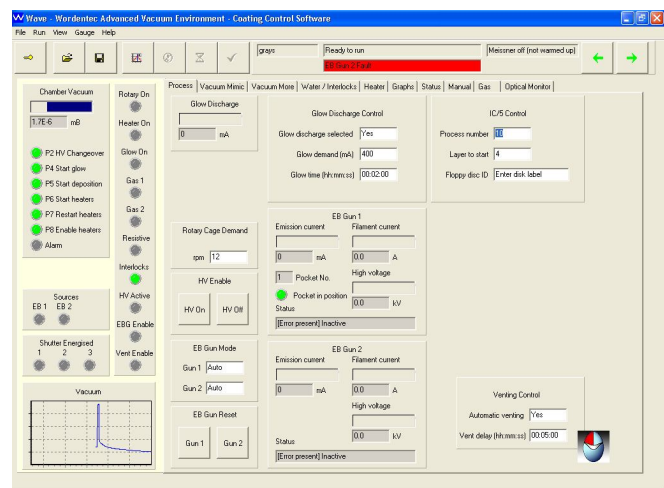 Wave - Wordentec Advanced Vacuum Environment - Coating Control Software
File Run View Gauge Help
grayc
Ready to run
Meissner off (not warmed up)
EB Gun 2 Fault
Process Vacuum Mimic Vacuum More Water / Interlocks Heater Graphs Status Manual Gas Optical Monitor
Chamber Vacuum
1.7E-6 mB
P2 HV Changeover
P4 Start glow
P5 Start deposition
P6 Start heaters
P7 Restart heaters
P8 Enable heaters
Alarm
Sources
EB 1 EB 2
Shutter Energised
1 2 3
Vacuum
Rotary On
Heater On
Glow On
Gas 1
Gas 2
Resistive
Interlocks
HV Active
EBG Enable
Vent Enable
Glow Discharge
0 mA
Rotary Cage Demand
rpm 12
HV Enable
HV On HV Off
EB Gun Mode
Gun 1 Auto
Gun 2 Auto
EB Gun Reset
Gun 1 Gun 2
Glow Discharge Control
Glow discharge selected Yes
Glow demand (mA) 400
Glow time (hh:mm:ss) 00:02:00
IC/5 Control
Process number 10
Layer to start 4
Floppy disc ID Enter disk label
EB Gun 1
Emission current Filament current
0 mA 0.0 A
1 Pocket No. High voltage
Pocket in position
0.0 kV
Status
[Error present] Inactive
EB Gun 2
Emission current Filament current
0 mA 0.0 A
High voltage
0.0 kV
Status
[Error present] Inactive
Venting Control
Automatic venting Yes
Vent delay (hh:mm:ss) 00:05:00